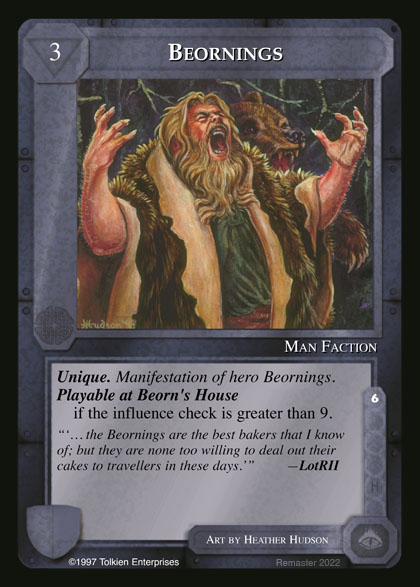 3
BEORNINGS
Hudson
MAN FACTION
Unique. Manifestation of hero Beornings.
Playable at Beorn's House
if the influence check is greater than 9.
6
“‘… the Beornings are the best bakers that I know
of; but they are none too willing to deal out their
cakes to travellers in these days.’” —LotRII
H
ART BY HEATHER HUDSON
©1997 Tolkien Enterprises
Remaster 2022